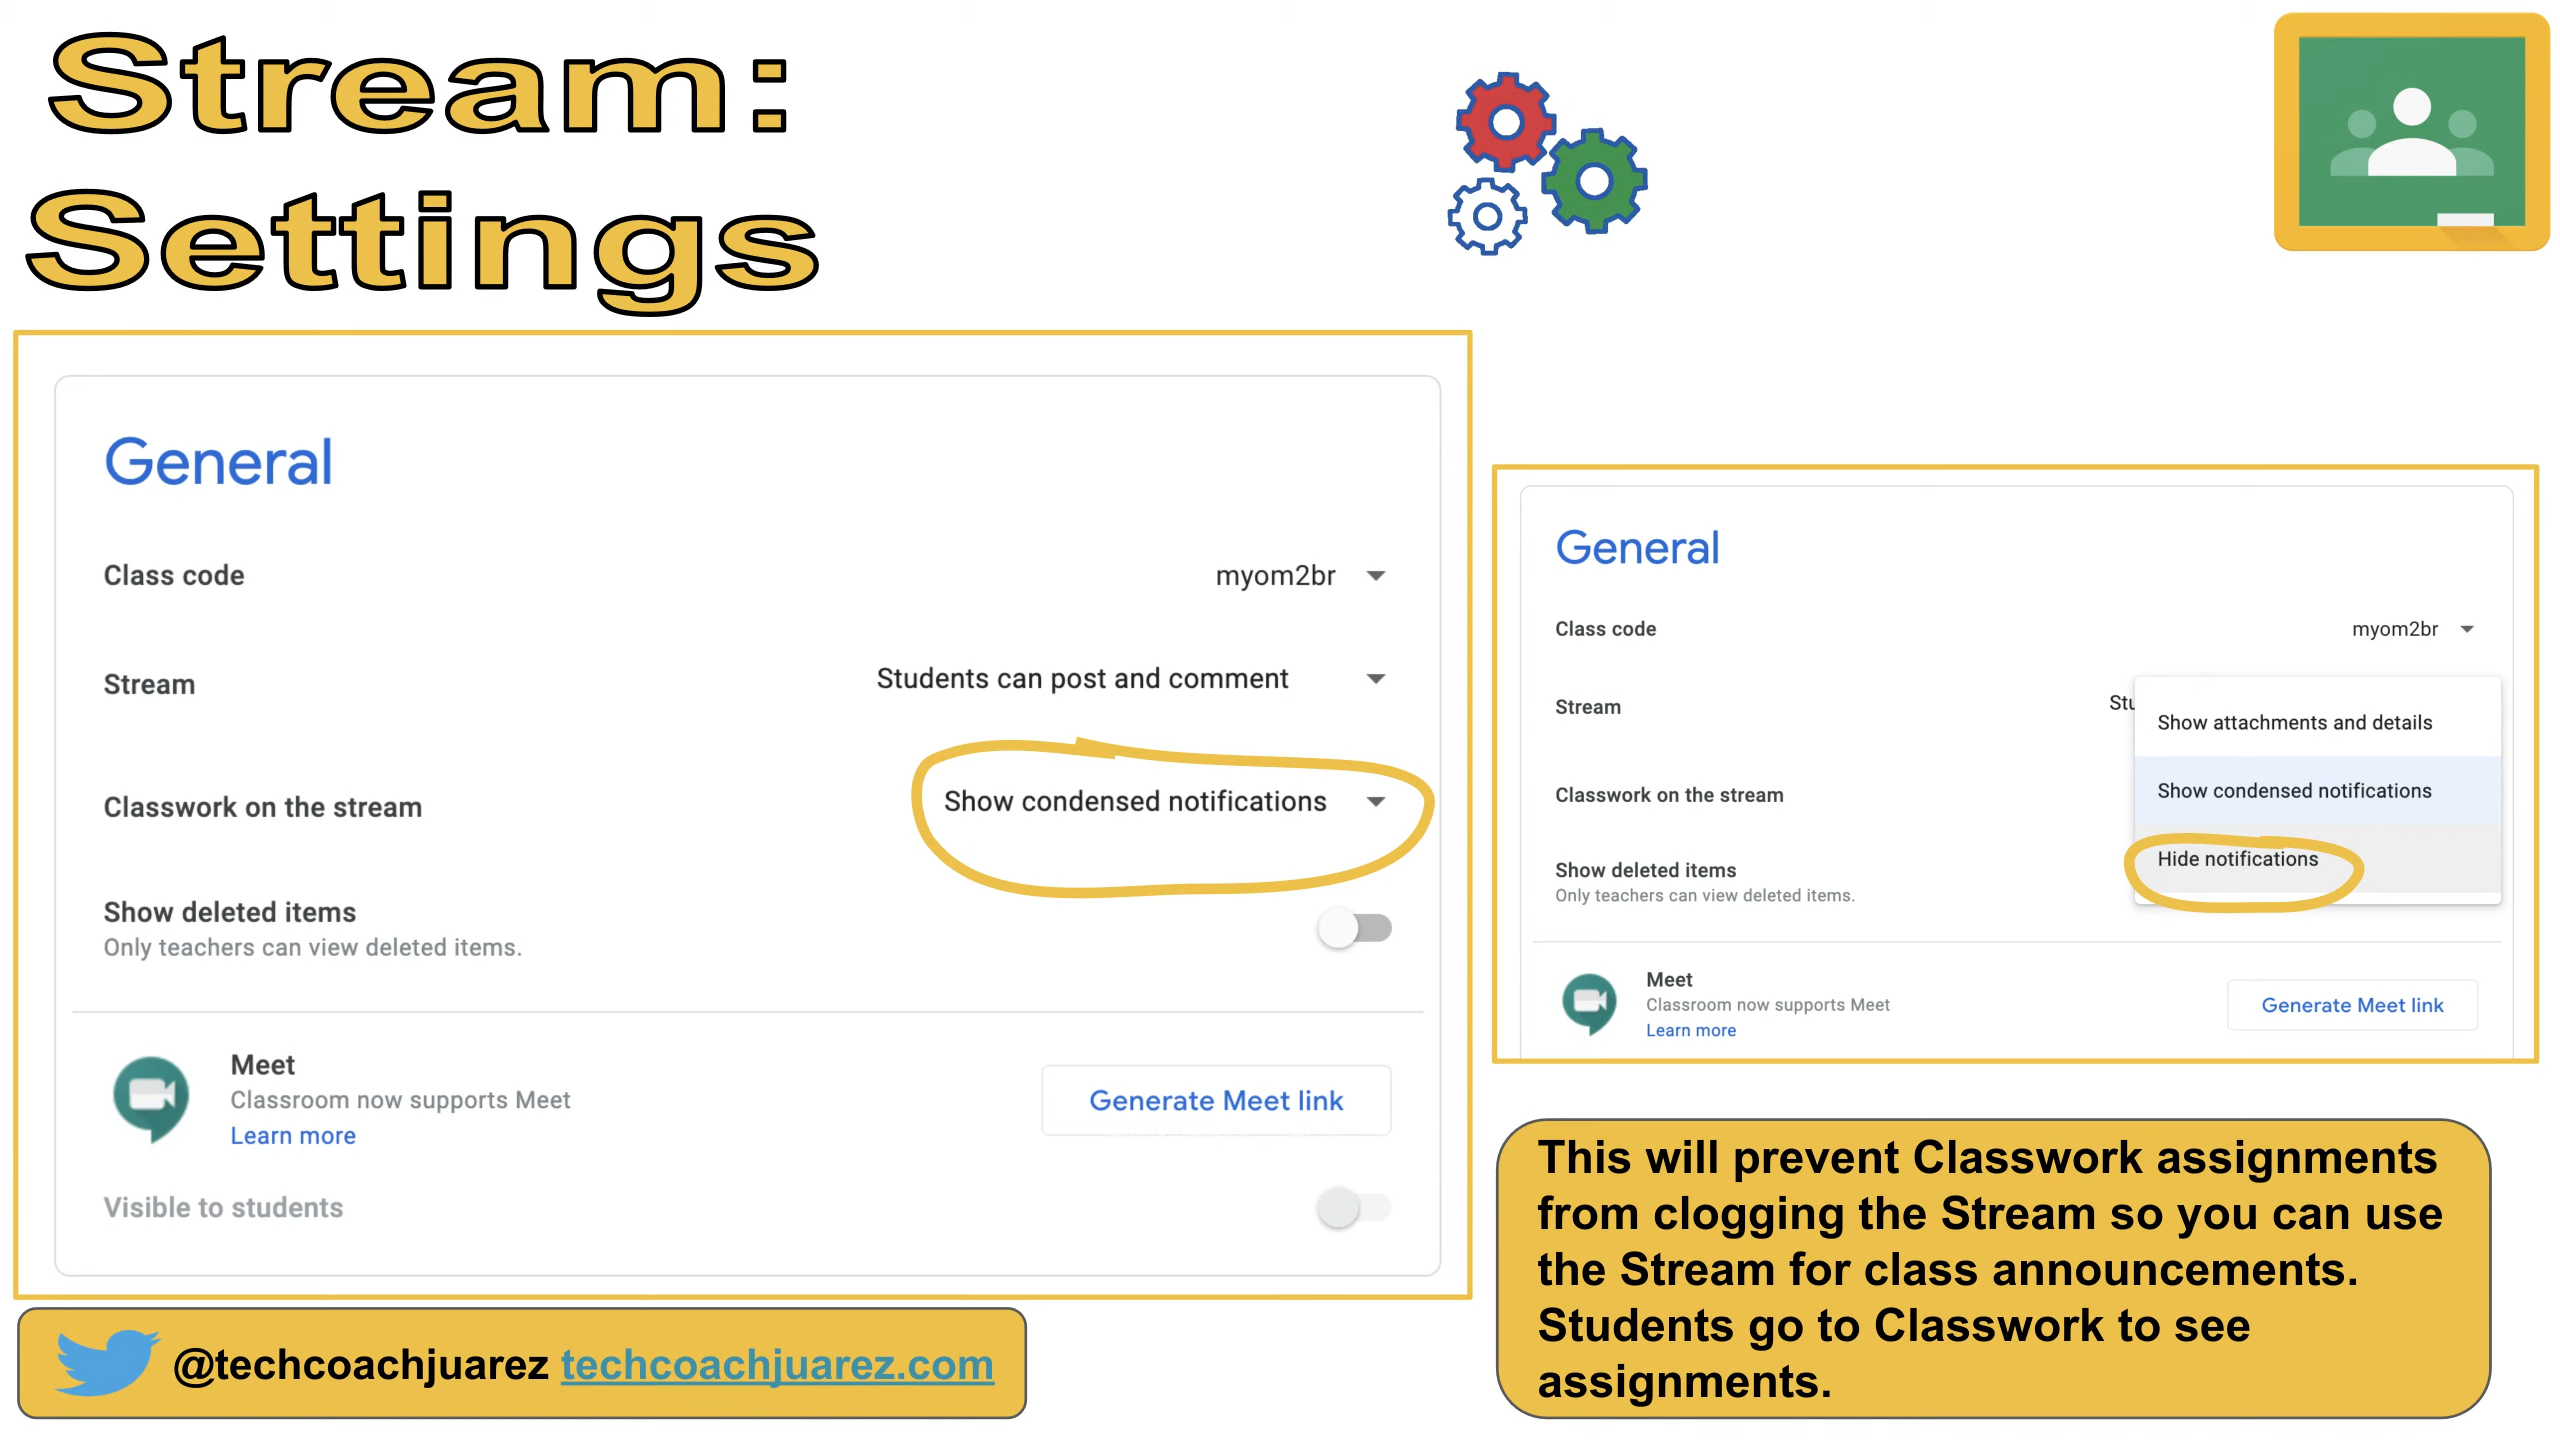 Stream:
Settings
General
Class code
myom2br
Stream
Students can post and comment
Classwork on the stream
Show condensed notifications
Show deleted items
Only teachers can view deleted items.
Meet
Classroom now supports Meet
Learn more
Generate Meet link
Visible to students
General
Class code
myom2br
Stream
Stu
Show attachments and details
Classwork on the stream
Show condensed notifications
Hide notifications
Show deleted items
Only teachers can view deleted items.
Meet
Classroom now supports Meet
Learn more
Generate Meet link
This will prevent Classwork assignments
from clogging the Stream so you can use
the Stream for class announcements.
Students go to Classwork to see
assignments.
@techcoachjuarez techcoachjuarez.com